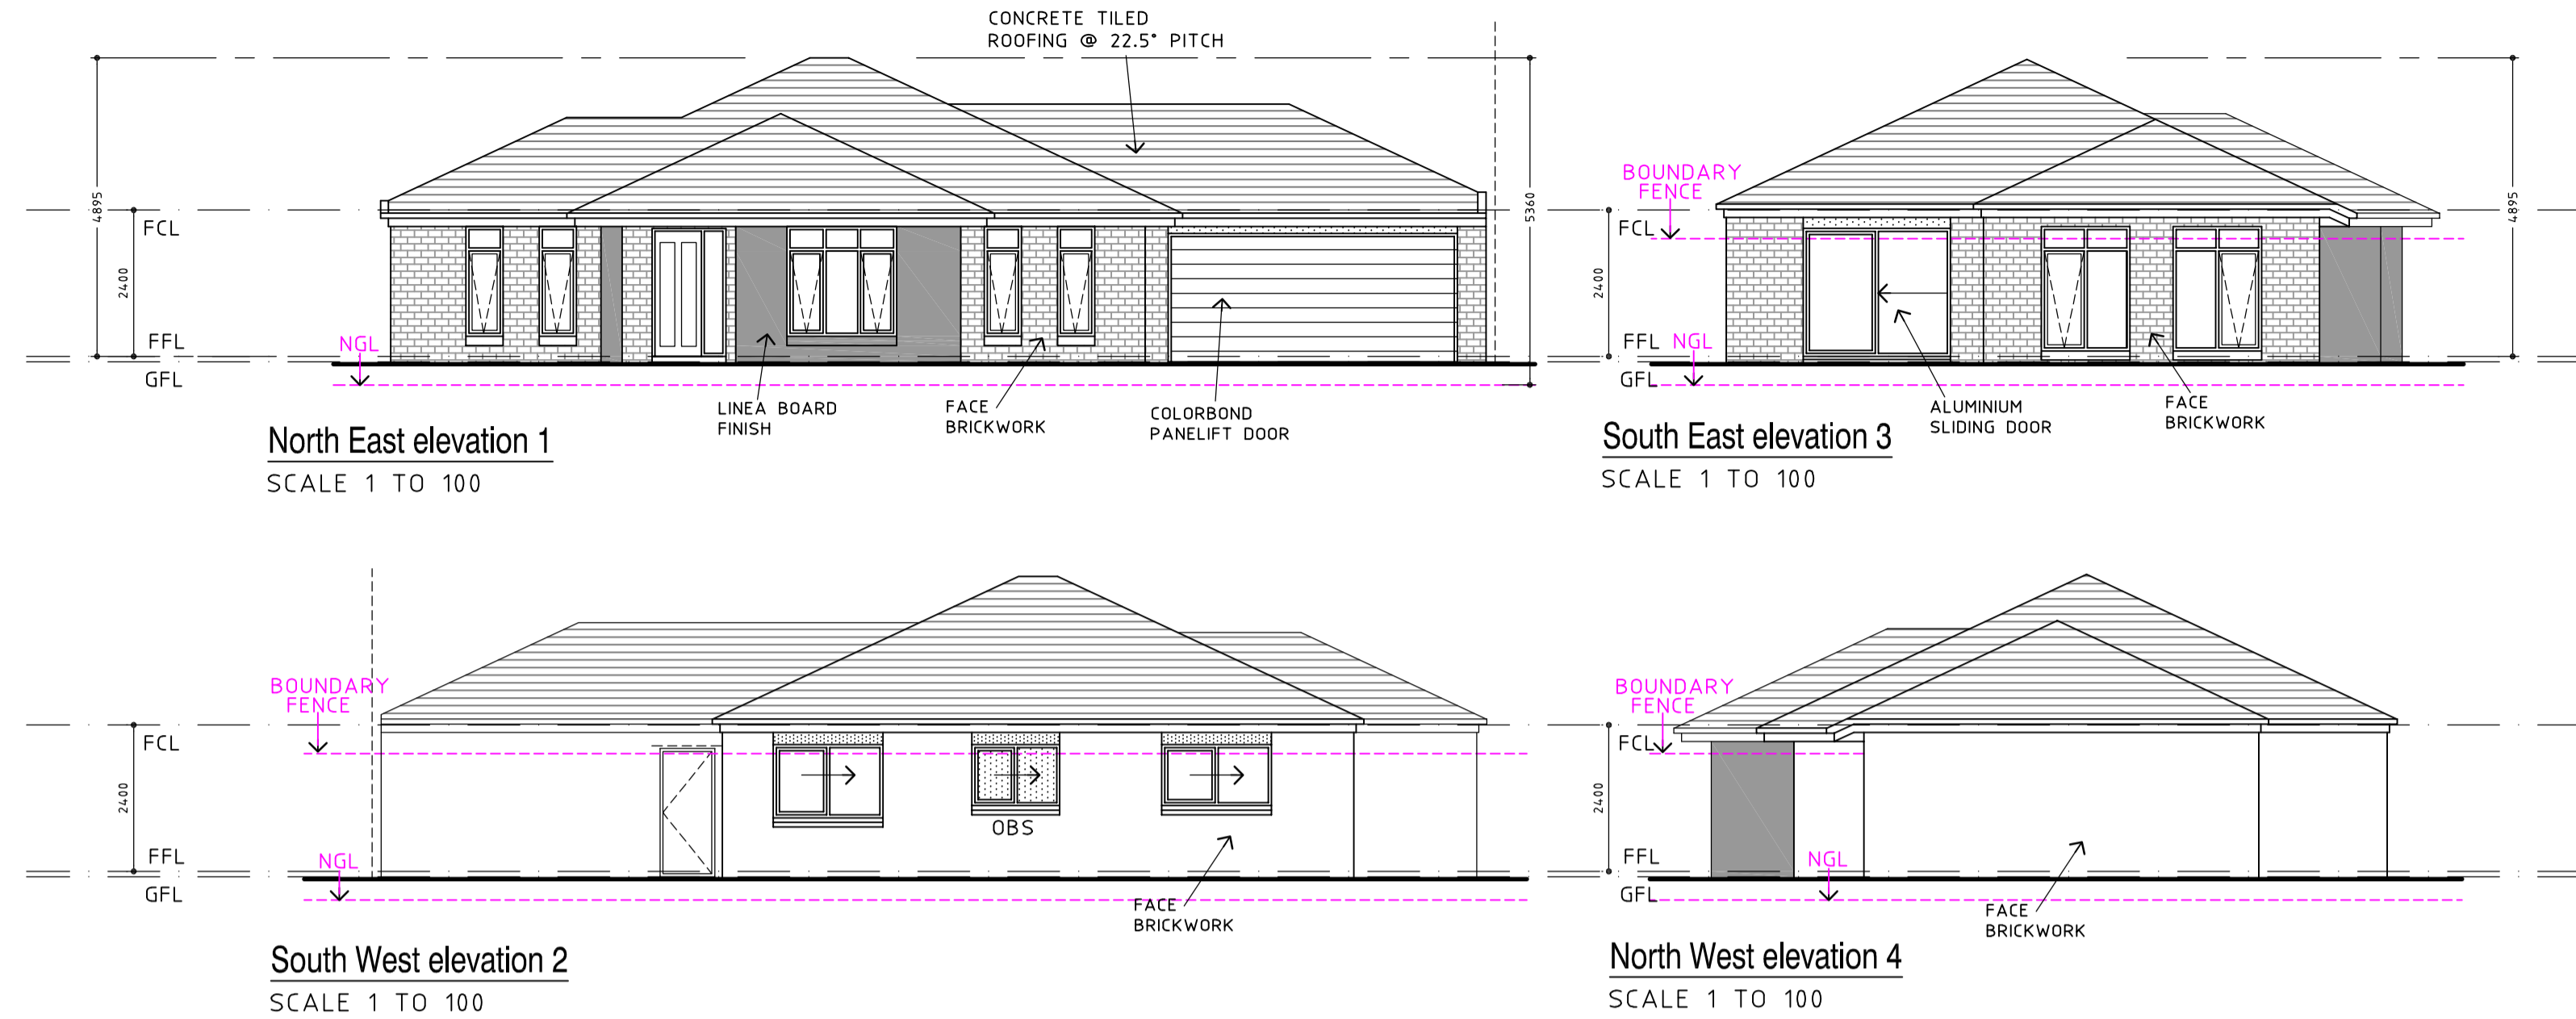 CONCRETE TILED
ROOFING @ 22.5° PITCH
4895
FCL
2400
FFL
GFL
NGL
5360
LINEA BOARD
FINISH
FACE
BRICKWORK
COLORBOND
PANELIFT DOOR
North East elevation 1
SCALE 1 TO 100
BOUNDARY
FENCE
FCL
2400
FFL
NGL
GFL
4895
ALUMINIUM
SLIDING DOOR
FACE
BRICKWORK
South East elevation 3
SCALE 1 TO 100
BOUNDARY
FENCE
FCL
2400
FFL
GFL
NGL
OBS
FACE
BRICKWORK
South West elevation 2
SCALE 1 TO 100
BOUNDARY
FENCE
FCL
2400
FFL
GFL
NGL
FACE
BRICKWORK
North West elevation 4
SCALE 1 TO 100